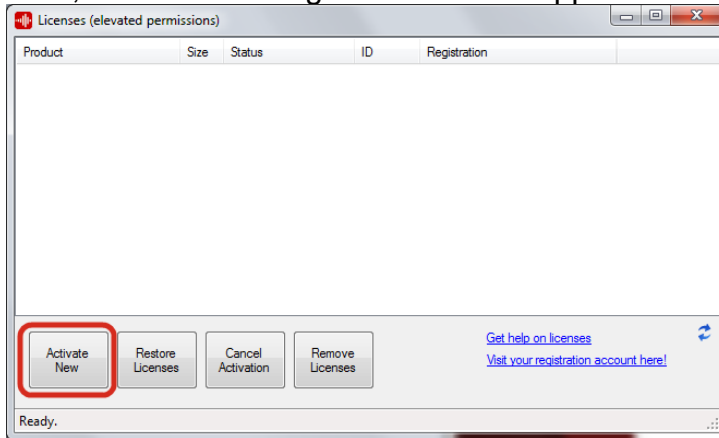 Licenses (elevated permissions)
Product Size Status ID Registration
Get help on licenses
Activate New Restore Licenses Cancel Activation Remove Licenses
Visit your registration account here!
Ready.